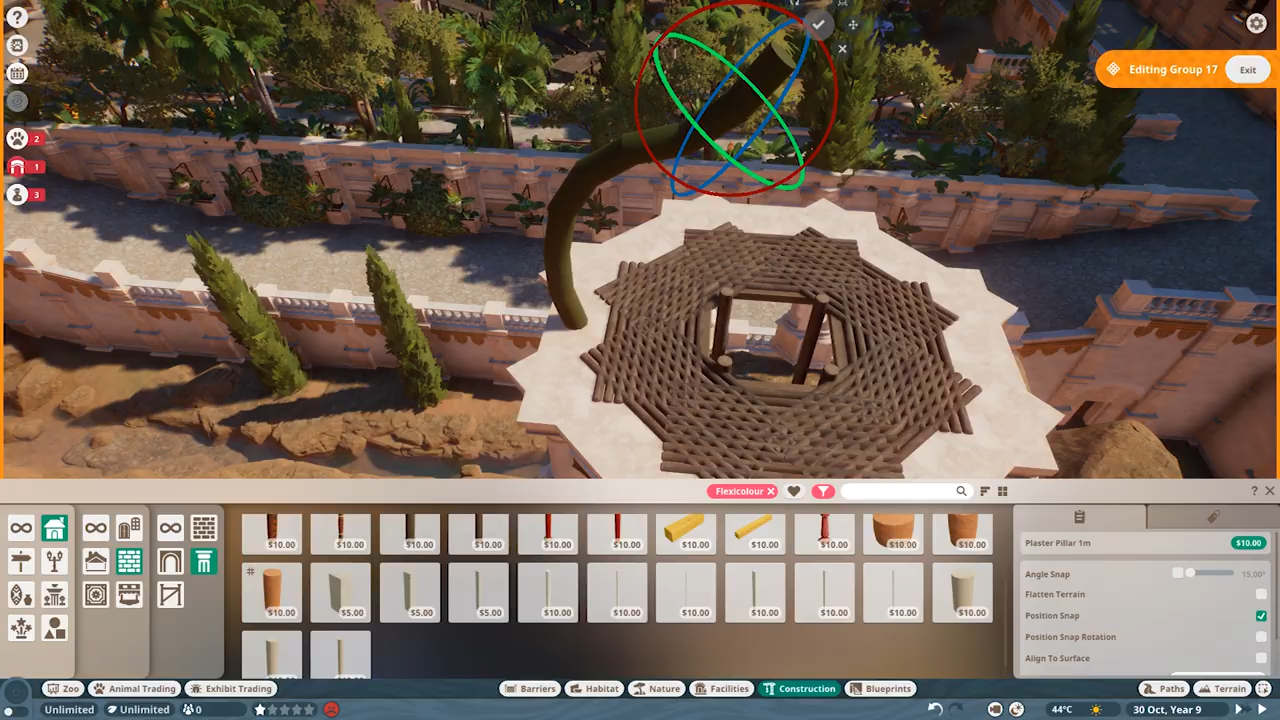 ?
Editing Group 17
Exit
2
1
3
Flexicolour ×
? ×
$10.00 $10.00 $10.00 $10.00 $10.00 $10.00 $10.00 $10.00 $10.00 $10.00 $10.00
Plaster Pillar 1m
$10.00
Angle Snap
15.00°
Flatten Terrain
Position Snap
Position Snap Rotation
Align To Surface
# $10.00 $5.00 $5.00 $5.00 $10.00 $10.00 $10.00 $10.00 $10.00 $10.00 $10.00
Zoo
Animal Trading
Exhibit Trading
Barriers
Habitat
Nature
Facilities
Construction
Blueprints
Paths
Terrain
Unlimited
Unlimited
0
44°C
30 Oct, Year 9